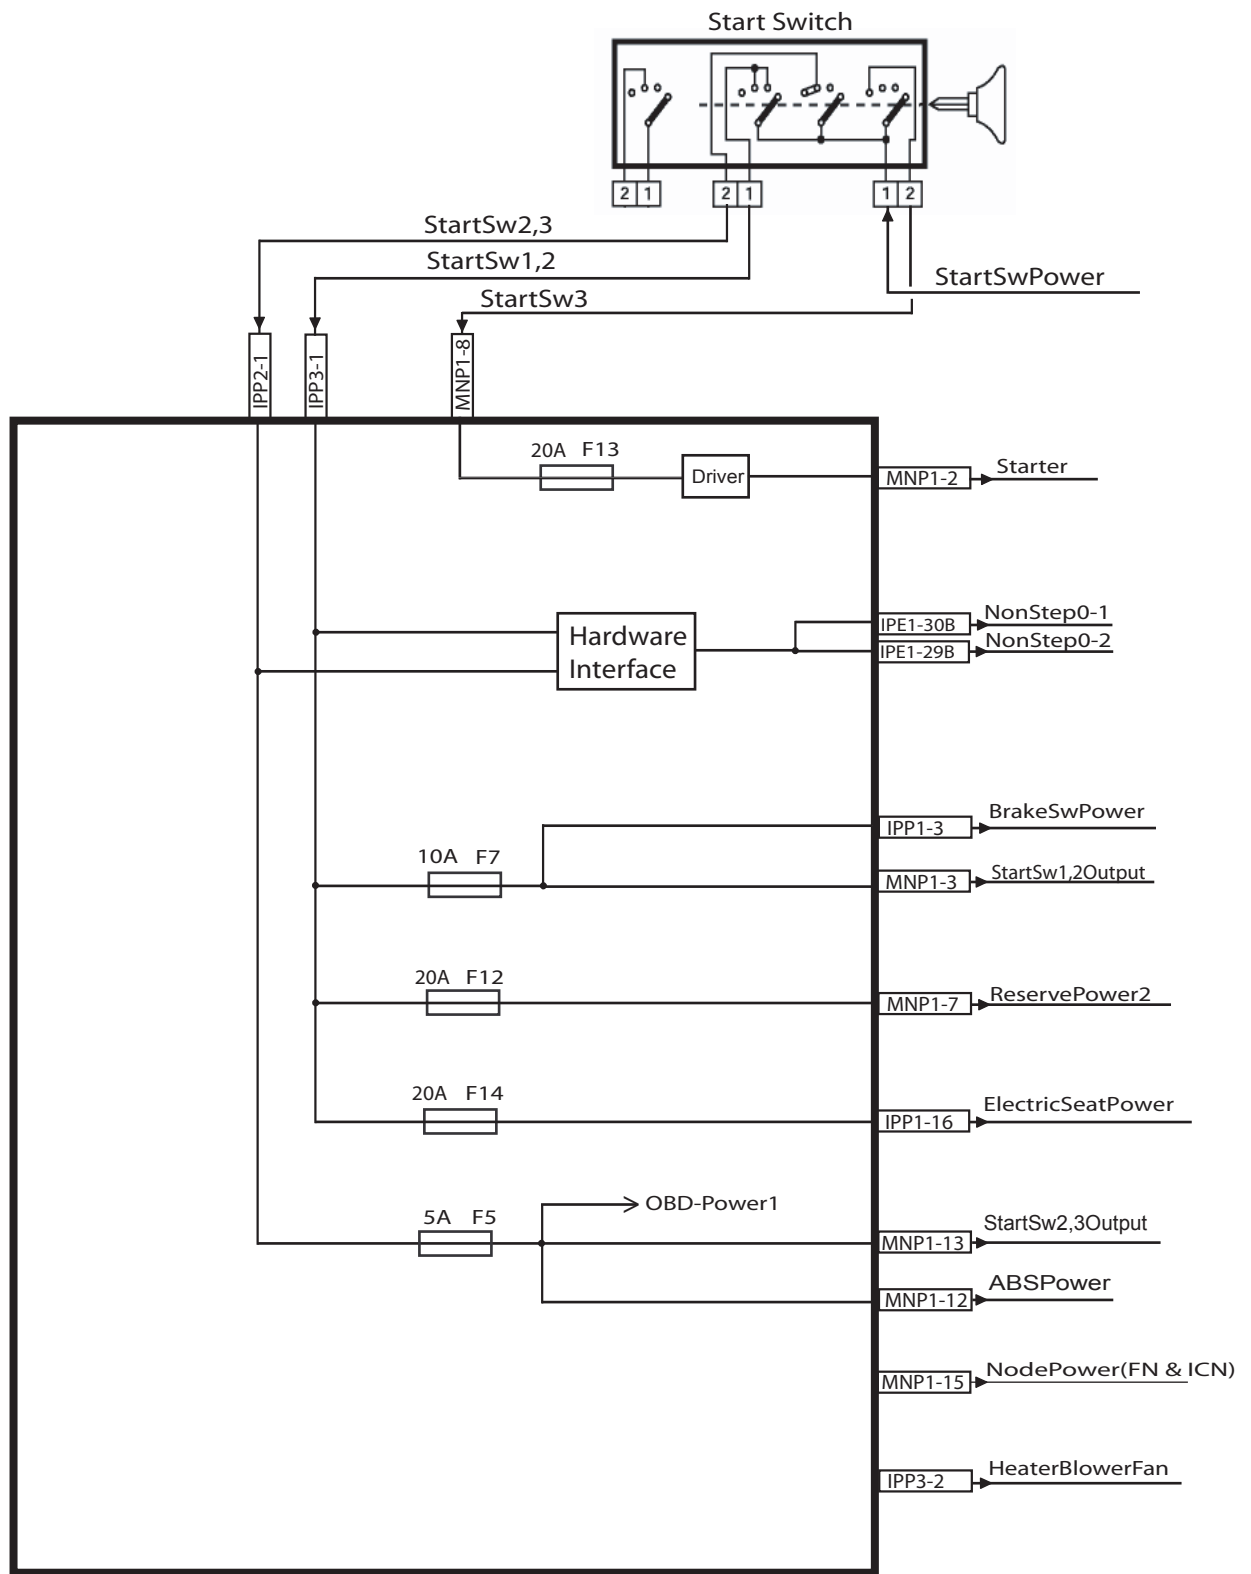 Start Switch
2 1
2 1
1 2
StartSw2,3
StartSw1,2
StartSwPower
StartSw3
IPP2-1
IPP3-1
MNP1-8
20A F13
Driver
MNP1-2
Starter
Hardware
Interface
IPE1-30B
NonStep0-1
IPE1-29B
NonStep0-2
IPP1-3
BrakeSwPower
10A F7
MNP1-3
StartSw1,2Output
20A F12
MNP1-7
ReservePower2
20A F14
IPP1-16
ElectricSeatPower
OBD-Power1
5A F5
MNP1-13
StartSw2,3Output
MNP1-12
ABSPower
MNP1-15
NodePower(FN & ICN)
IPP3-2
HeaterBlowerFan